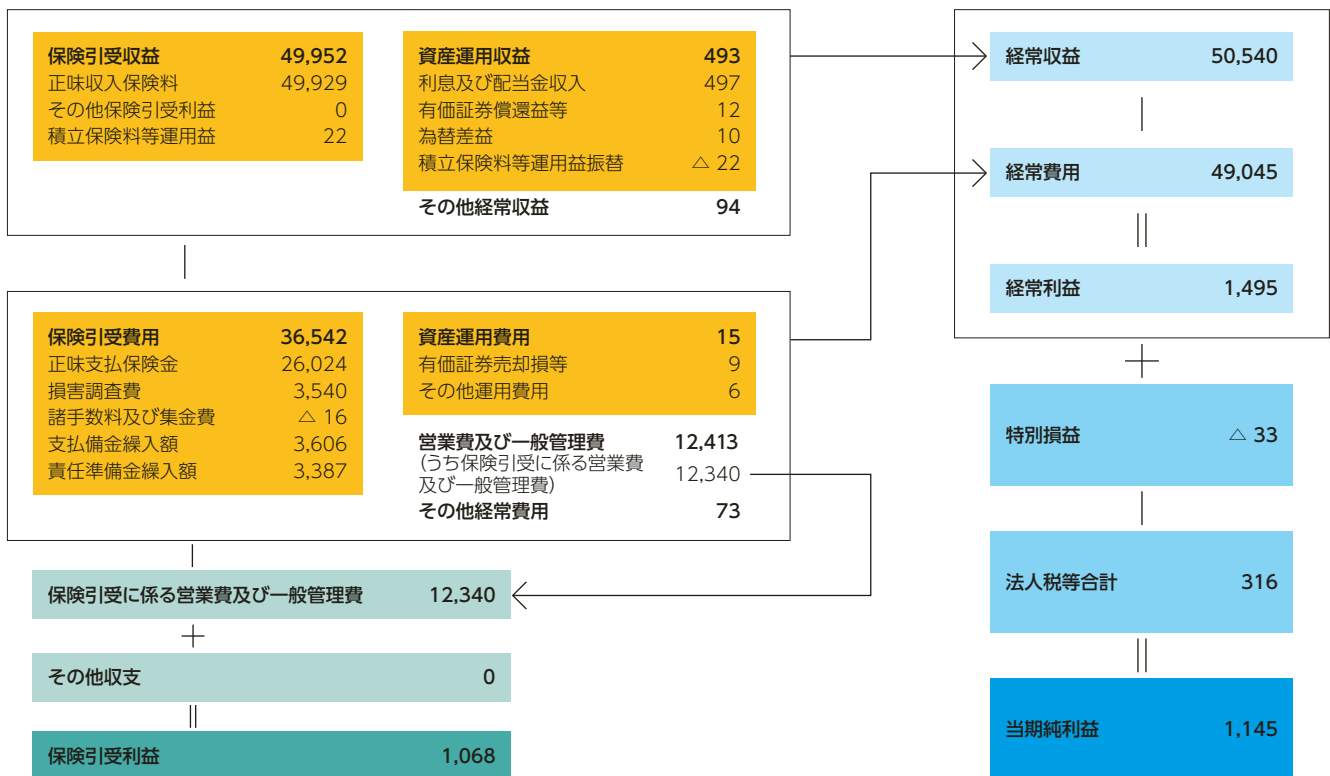 保険引受収益 49,952
正味収入保険料 49,929
その他保険引受利益 0
積立保険料等運用益 22
資産運用収益 493
利息及び配当金収入 497
有価証券償還益等 12
為替差益 10
積立保険料等運用益振替 △ 22
その他経常収益 94
保険引受費用 36,542
正味支払保険金 26,024
損害調査費 3,540
諸手数料及び集金費 △ 16
支払備金繰入額 3,606
責任準備金繰入額 3,387
資産運用費用 15
有価証券売却損等 9
その他運用費用 6
営業費及び一般管理費 12,413
(うち保険引受に係る営業費
及び一般管理費) 12,340
その他経常費用 73
保険引受に係る営業費及び一般管理費 12,340
＋
その他収支 0
||
保険引受利益 1,068
経常収益 50,540
|
経常費用 49,045
||
経常利益 1,495
＋
特別損益 △ 33
|
法人税等合計 316
||
当期純利益 1,145